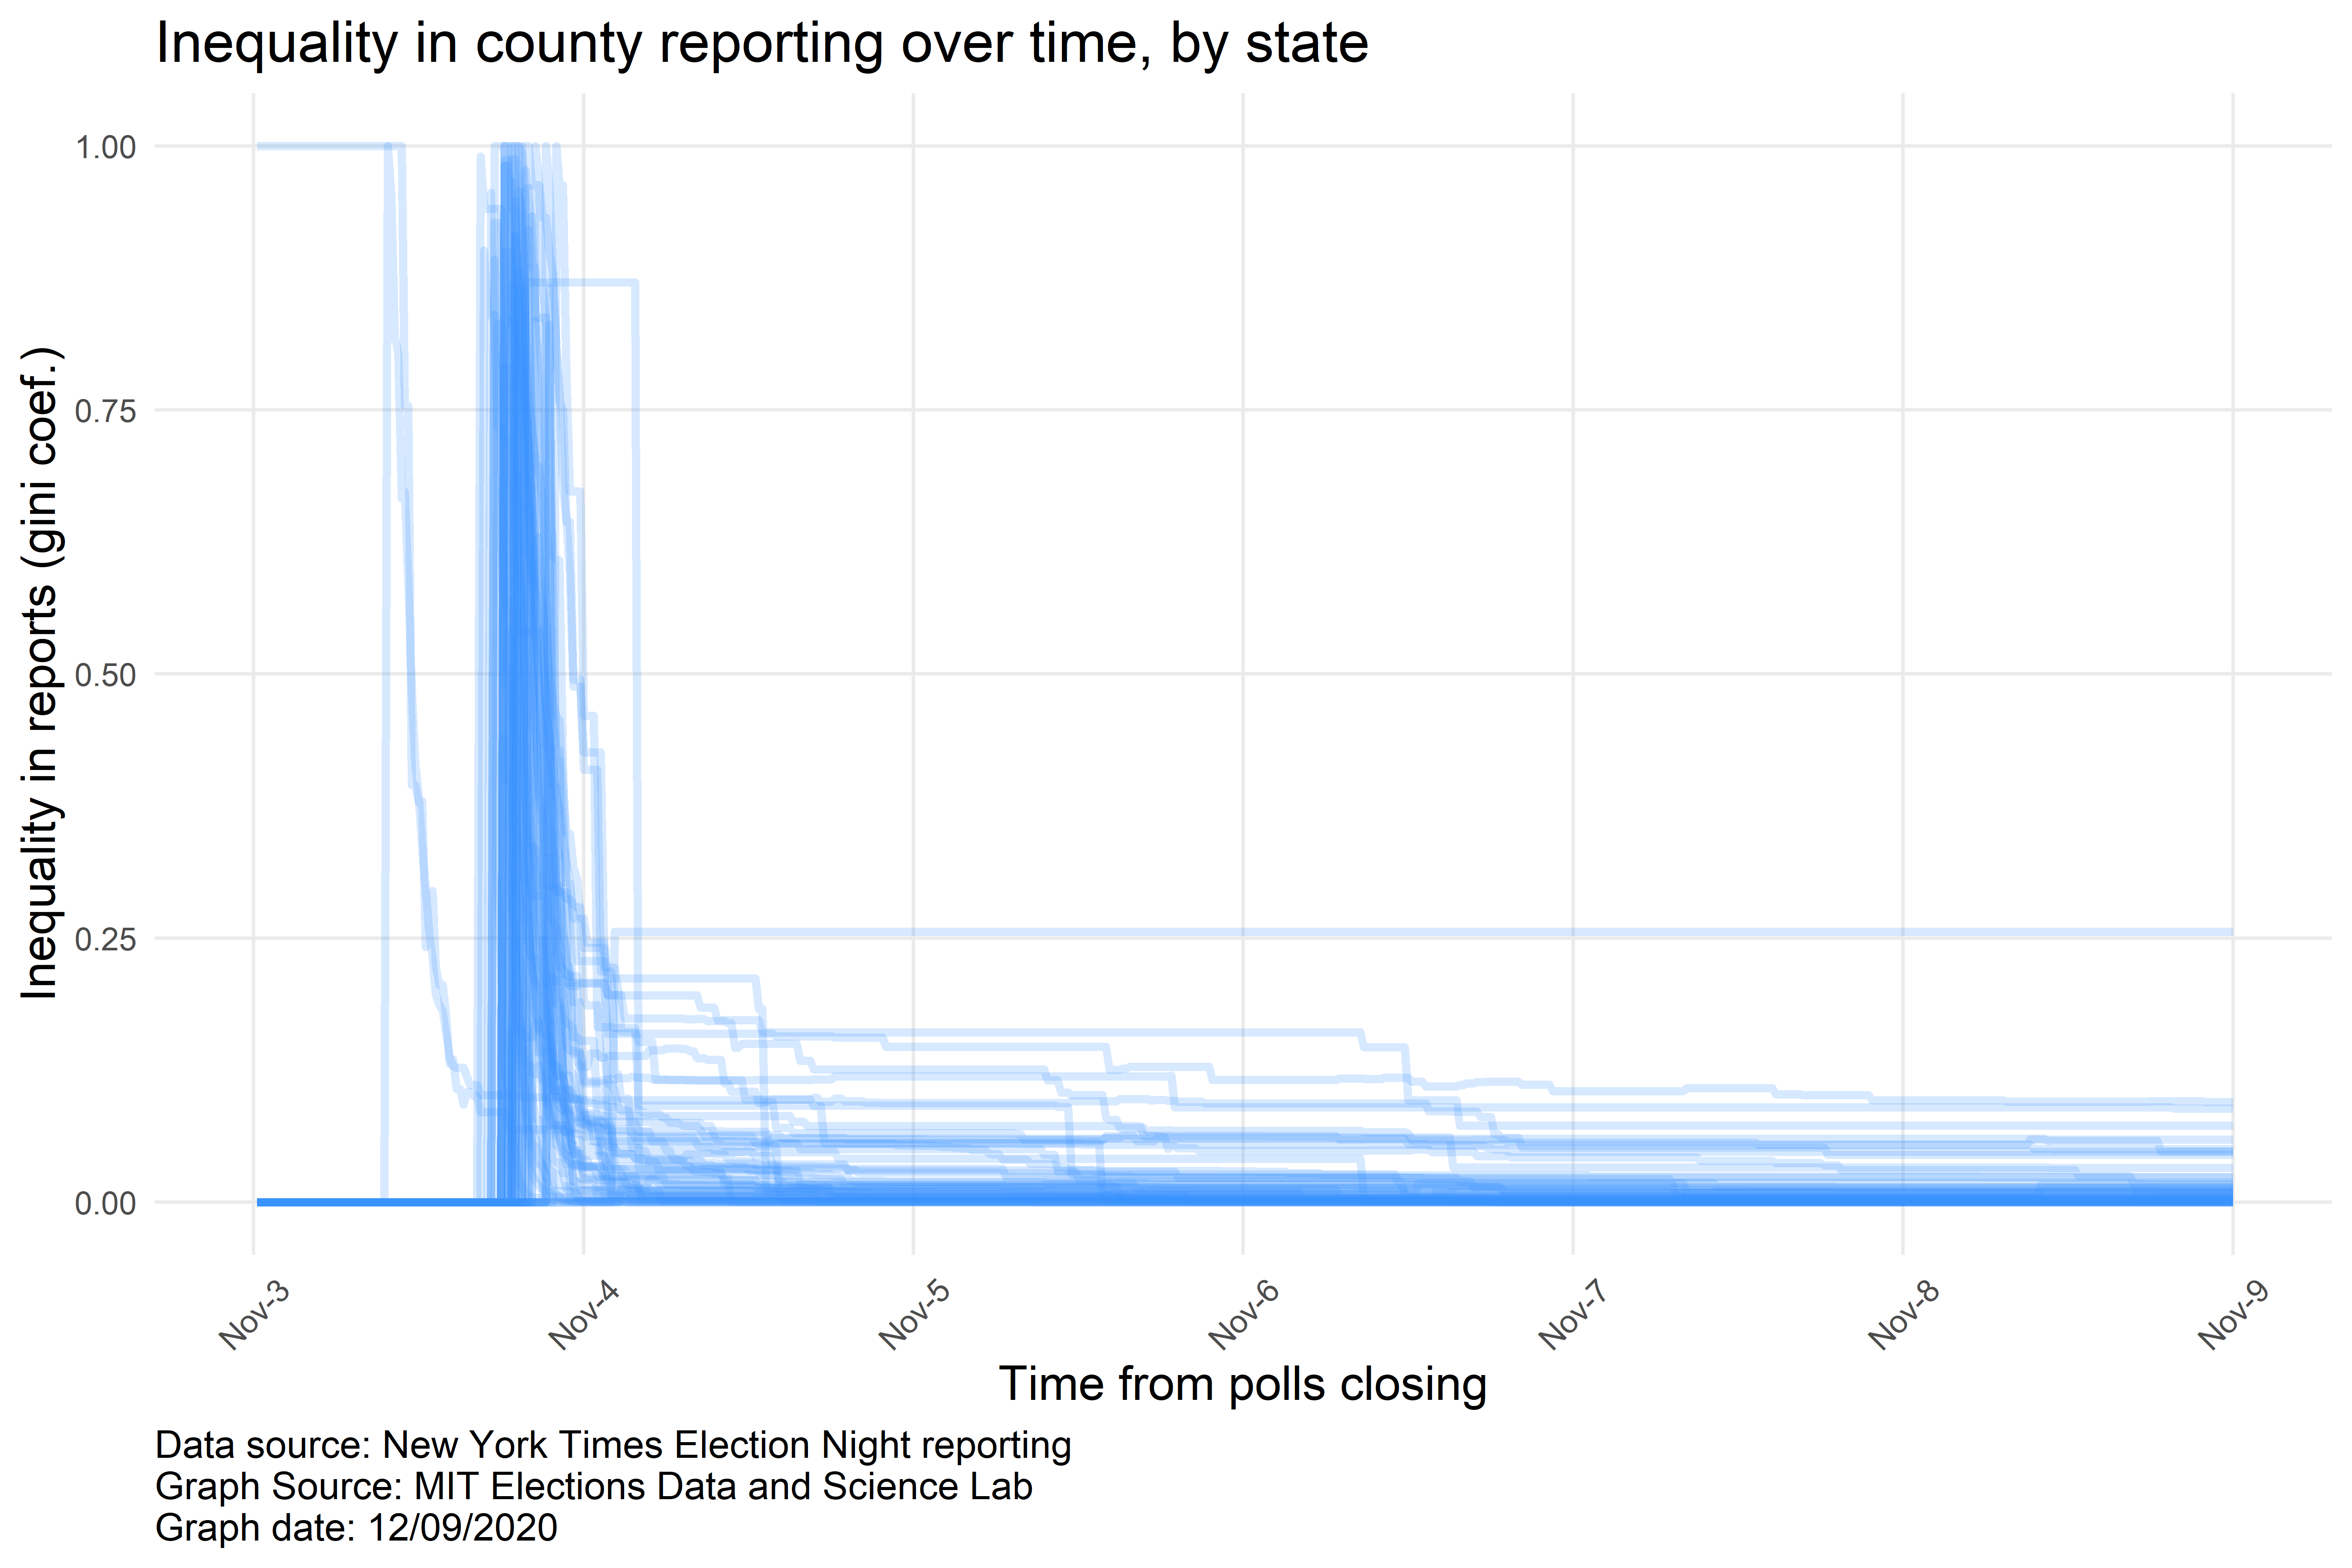 Inequality in county reporting over time, by state
Inequality in reports (gini coef.)
1.00
0.75
0.50
0.25
0.00
Nov-3
Nov-4
Nov-5
Nov-6
Nov-7
Nov-8
Nov-9
Time from polls closing
Data source: New York Times Election Night reporting
Graph Source: MIT Elections Data and Science Lab
Graph date: 12/09/2020